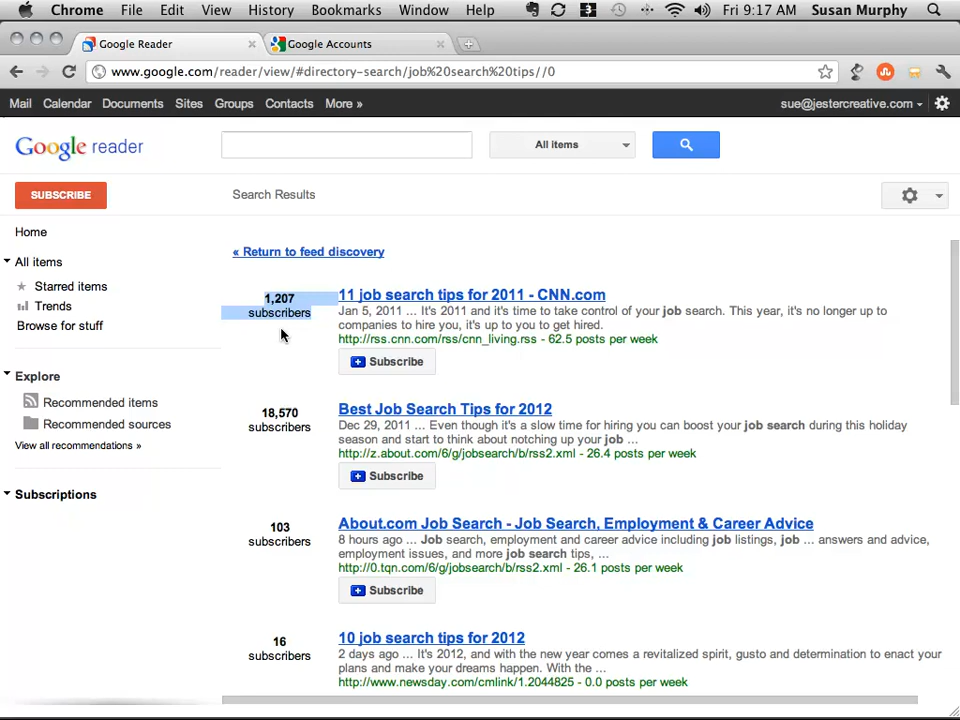 Chrome File Edit View History Bookmarks Window Help 3 Fri 9:17 AM Susan Murphy
Google Reader Google Accounts
www.google.com/reader/view/#directory-search/job%20search%20tips//0
Mail Calendar Documents Sites Groups Contacts More » sue@jestercreative.com
Google reader All items
SUBSCRIBE Search Results
Home
All items
Starred items
Trends
Browse for stuff
Explore
Recommended items
Recommended sources
View all recommendations »
Subscriptions
« Return to feed discovery
1,207
subscribers
11 job search tips for 2011 - CNN.com
Jan 5, 2011 ... It's 2011 and it's time to take control of your job search. This year, it's no longer up to
companies to hire you, it's up to you to get hired.
http://rss.cnn.com/rss/cnn_living.rss - 62.5 posts per week
Subscribe
18,570
subscribers
Best Job Search Tips for 2012
Dec 29, 2011 ... Even though it's a slow time for hiring you can boost your job search during this holiday
season and start to think about notching up your job ...
http://z.about.com/6/g/jobsearch/b/rss2.xml - 26.4 posts per week
Subscribe
103
subscribers
About.com Job Search - Job Search, Employment & Career Advice
8 hours ago ... Job search, employment and career advice including job listings, job ... answers and advice,
employment issues, and more job search tips, ...
http://0.tqn.com/6/g/jobsearch/b/rss2.xml - 26.1 posts per week
Subscribe
16
subscribers
10 job search tips for 2012
2 days ago ... It's 2012, and with the new year comes a revitalized spirit, gusto and determination to enact your
plans and make your dreams happen. With the ...
http://www.newsday.com/cmlink/1.2044825 - 0.0 posts per week